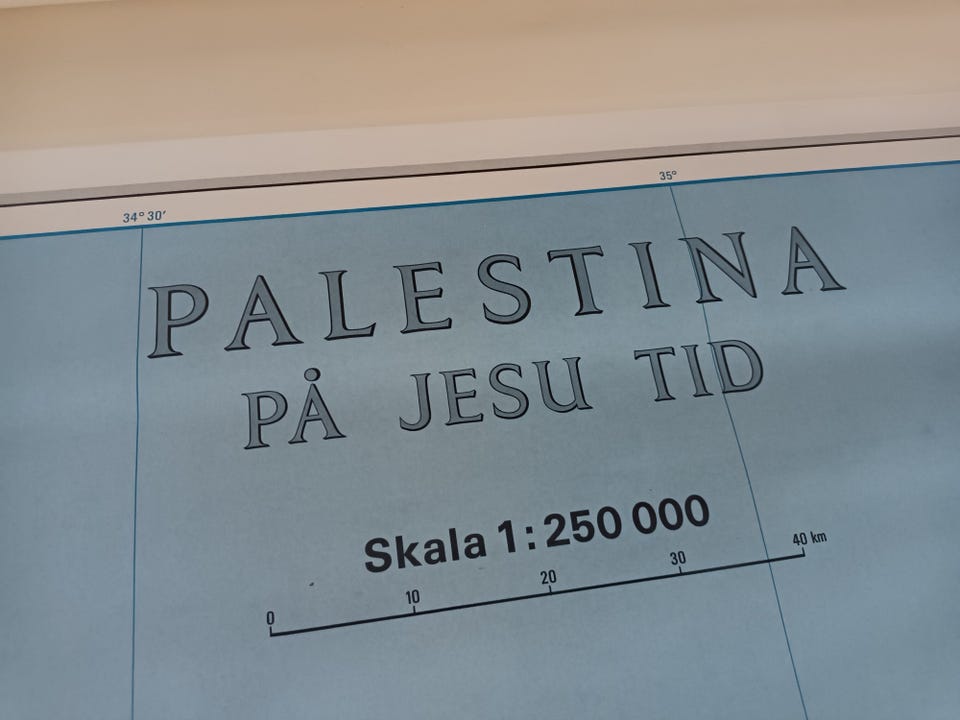 34° 30′ 35°
PALESTINA
PÅ JESU TID
Skala 1:250 000
0 10 20 30 40 km